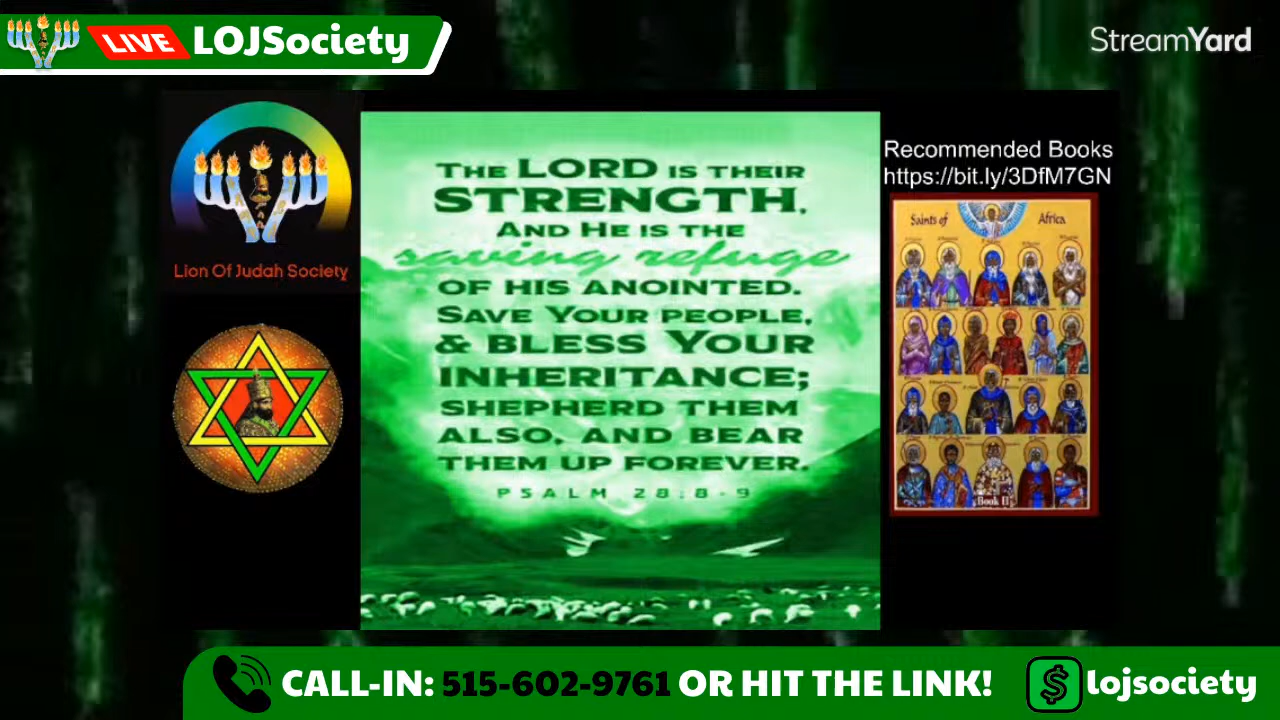 LIVE LOJSociety
StreamYard
Lion Of Judah Society
THE LORD IS THEIR
STRENGTH,
AND HE IS THE
saving refuge
OF HIS ANOINTED.
SAVE YOUR PEOPLE,
& BLESS YOUR
INHERITANCE;
SHEPHERD THEM
ALSO, AND BEAR
THEM UP FOREVER.
PSALM 28:8-9
Recommended Books
https://bit.ly/3DfM7GN
Saints of Africa
Book II
CALL-IN: 515-602-9761 OR HIT THE LINK!
$ lojsociety